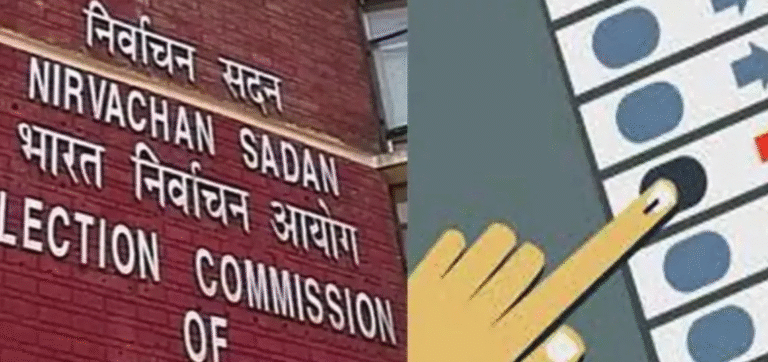 निर्वाचन सदन
NIRVACHAN SADAN
भारत निर्वाचन आयोग
LECTION COMMISSION
OF